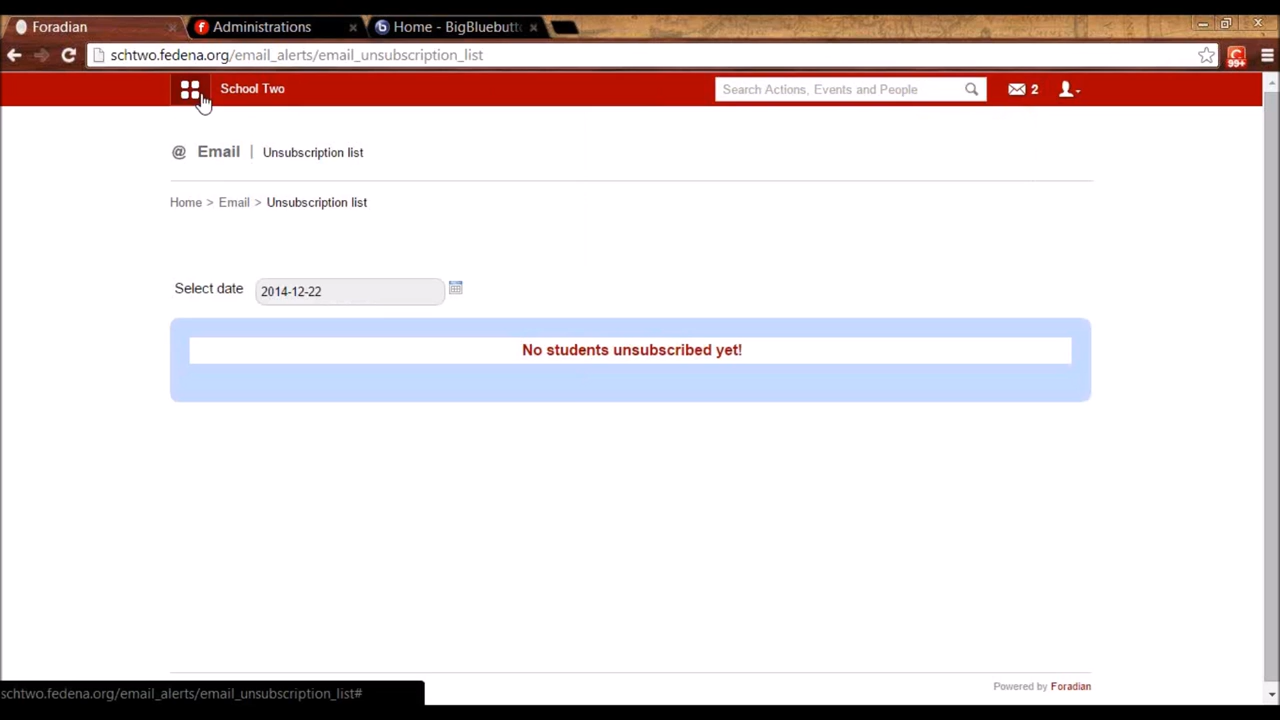 Foradian
Administrations
Home - BigBluebutt
schtwo.fedena.org/email_alerts/email_unsubscription_list
99+
School Two
Search Actions, Events and People
2
@ Email | Unsubscription list
Home > Email > Unsubscription list
Select date
2014-12-22
No students unsubscribed yet!
Powered by Foradian
schtwo.fedena.org/email_alerts/email_unsubscription_list#